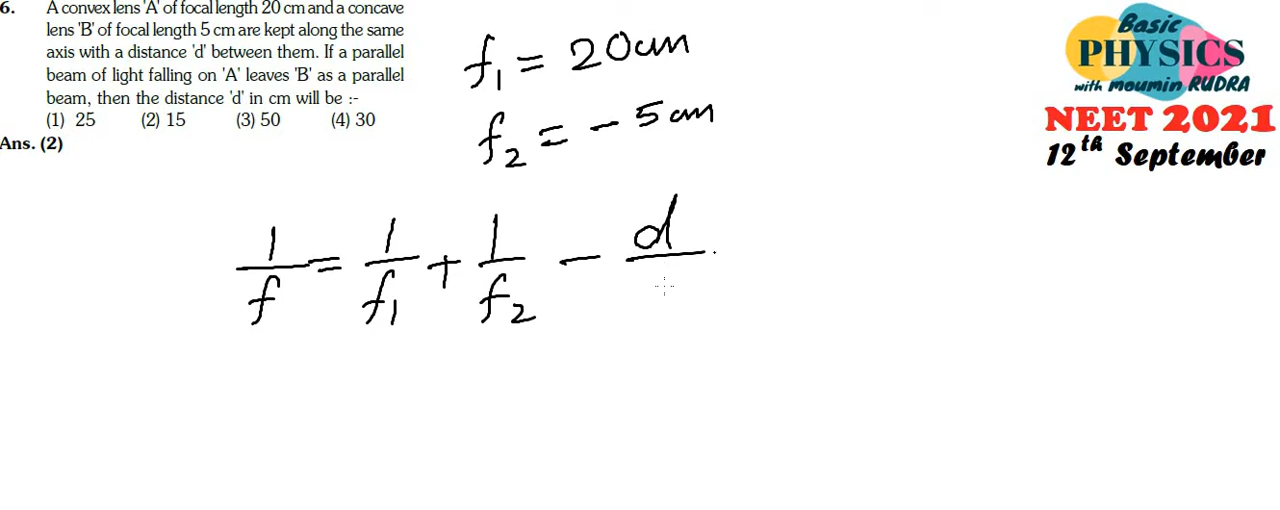 6. A convex lens 'A' of focal length 20 cm and a concave
lens 'B' of focal length 5 cm are kept along the same
axis with a distance 'd' between them. If a parallel
beam of light falling on 'A' leaves 'B' as a parallel
beam, then the distance 'd' in cm will be :-
(1) 25 (2) 15 (3) 50 (4) 30
Ans. (2)
f₁ = 20cm
f₂ = - 5cm
1/f = 1/f₁ + 1/f₂ - d/
Basic
PHYSICS
with moumin RUDRA
NEET 2021
12th September